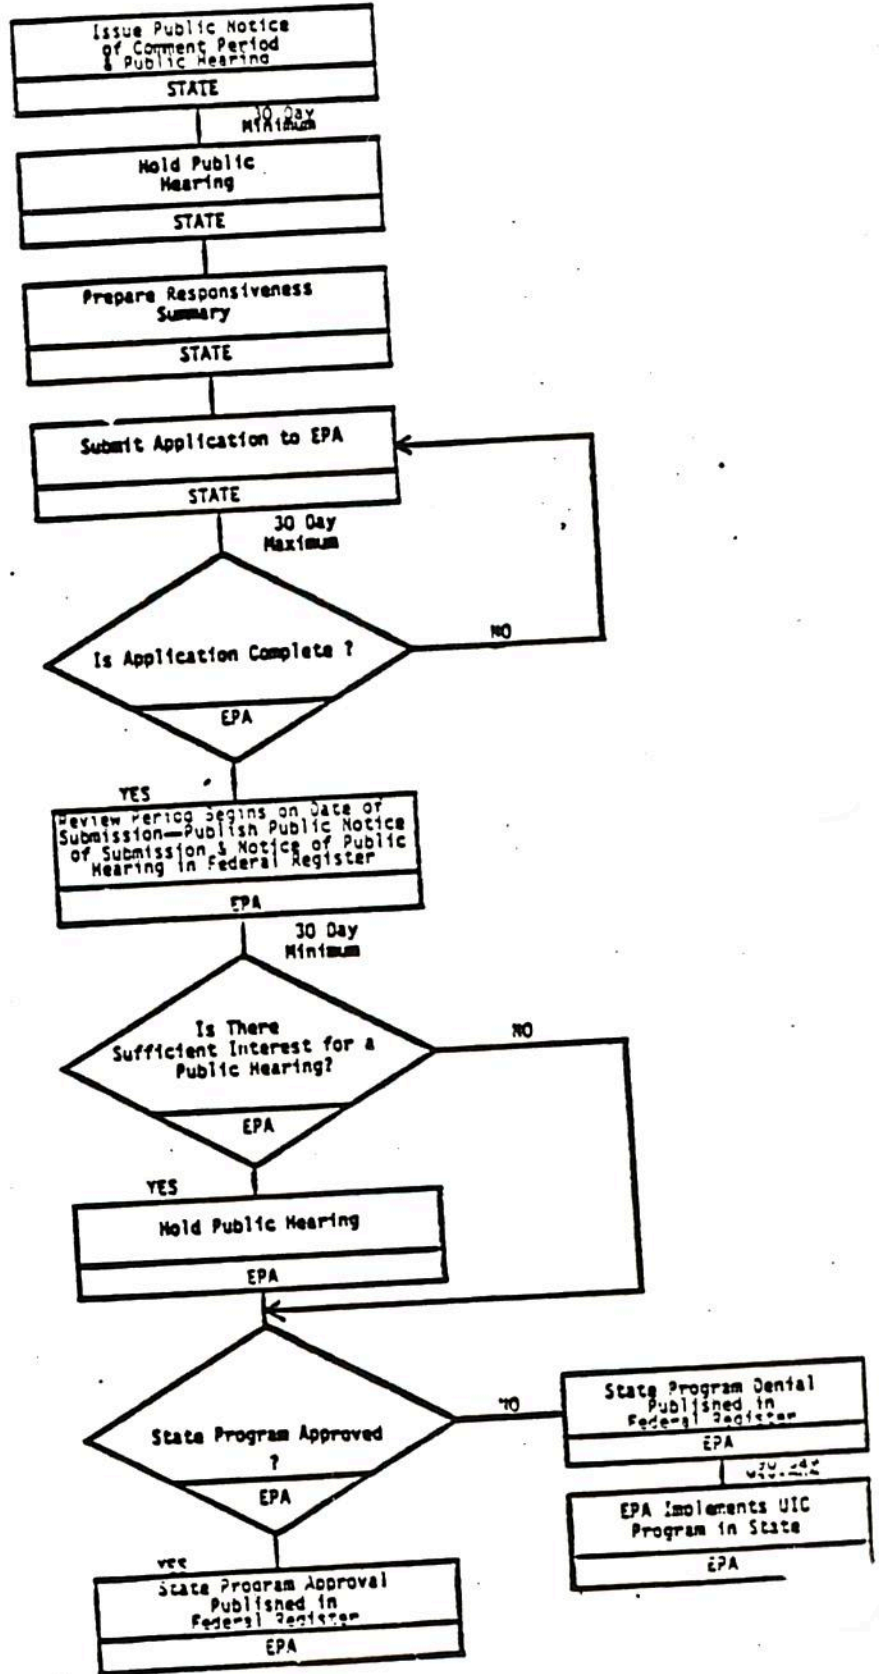 Issue Public Notice
of Comment Period
& Public Hearing
STATE
30 Day
Minimum
Hold Public
Hearing
STATE
Prepare Responsiveness
Summary
STATE
Submit Application to EPA
STATE
30 Day
Maximum
Is Application Complete ?
NO
EPA
YES
Review Period Begins on Date of
Submission—Publish Public Notice
of Submission & Notice of Public
Hearing in Federal Register
EPA
30 Day
Minimum
Is There
Sufficient Interest for a
Public Hearing?
NO
EPA
YES
Hold Public Hearing
EPA
State Program Approved
?
EPA
NO
State Program Denial
Published in
Federal Register
EPA
EPA Implements UIC
Program in State
EPA
YES
State Program Approval
Published in
Federal Register
EPA